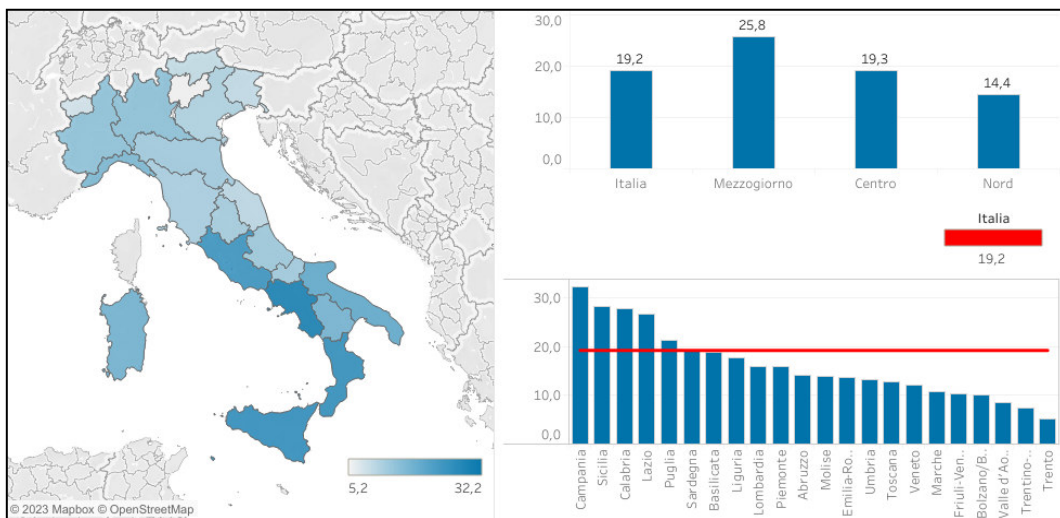 5,2
32,2
© 2023 Mapbox © OpenStreetMap
30,0
20,0
10,0
0,0
19,2
25,8
19,3
14,4
Italia
Mezzogiorno
Centro
Nord
Italia
19,2
30,0
20,0
10,0
0,0
Campania
Sicilia
Calabria
Lazio
Puglia
Sardegna
Basilicata
Liguria
Lombardia
Piemonte
Abruzzo
Molise
Emilia-Ro..
Umbria
Toscana
Veneto
Marche
Friuli-Ven..
Bolzano/B..
Valle d'Ao..
Trentino-..
Trento